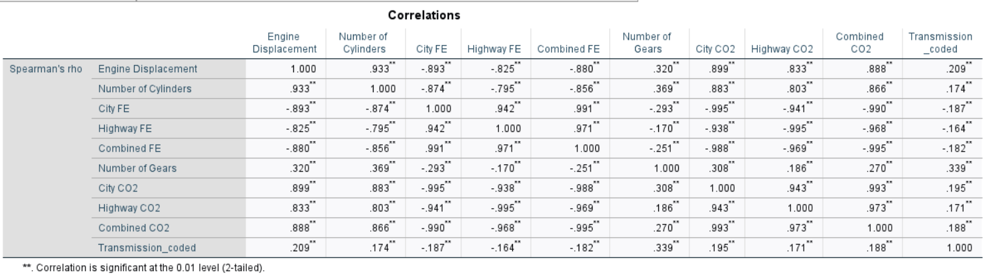 Correlations
Engine Displacement Number of Cylinders City FE Highway FE Combined FE Number of Gears City CO2 Highway CO2 Combined CO2 Transmission_coded
Spearman's rho Engine Displacement 1.000 .933** -.893** -.825** -.880** .320** .899** .833** .888** .209**
Number of Cylinders .933** 1.000 -.874** -.795** -.856** .369** .883** .803** .866** .174**
City FE -.893** -.874** 1.000 .942** .991** -.293** -.995** -.941** -.990** -.187**
Highway FE -.825** -.795** .942** 1.000 .971** -.170** -.938** -.995** -.968** -.164**
Combined FE -.880** -.856** .991** .971** 1.000 -.251** -.988** -.969** -.995** -.182**
Number of Gears .320** .369** -.293** -.170** -.251** 1.000 .308** .186** .270** .339**
City CO2 .899** .883** -.995** -.938** -.988** .308** 1.000 .943** .993** .195**
Highway CO2 .833** .803** -.941** -.995** -.969** .186** .943** 1.000 .973** .171**
Combined CO2 .888** .866** -.990** -.968** -.995** .270** .993** .973** 1.000 .188**
Transmission_coded .209** .174** -.187** -.164** -.182** .339** .195** .171** .188** 1.000
**. Correlation is significant at the 0.01 level (2-tailed).